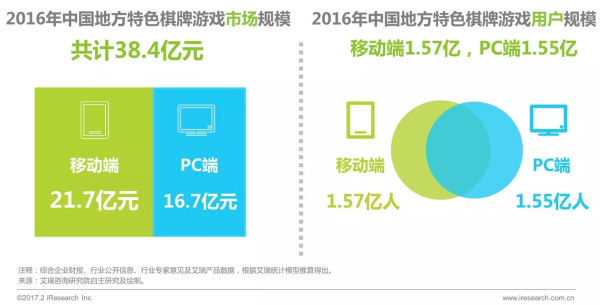 2016年中国地方特色棋牌游戏市场规模
共计38.4亿元
移动端
21.7亿元
PC端
16.7亿元
2016年中国地方特色棋牌游戏用户规模
移动端1.57亿，PC端1.55亿
移动端
1.57亿人
PC端
1.55亿人
注释：综合企业财报、行业公开信息、行业专家意见及艾瑞产品数据，根据艾瑞统计模型推算得出。
来源：艾瑞咨询研究院自主研究及绘制。
©2017.2 iResearch Inc.
www.iresearch.com.cn